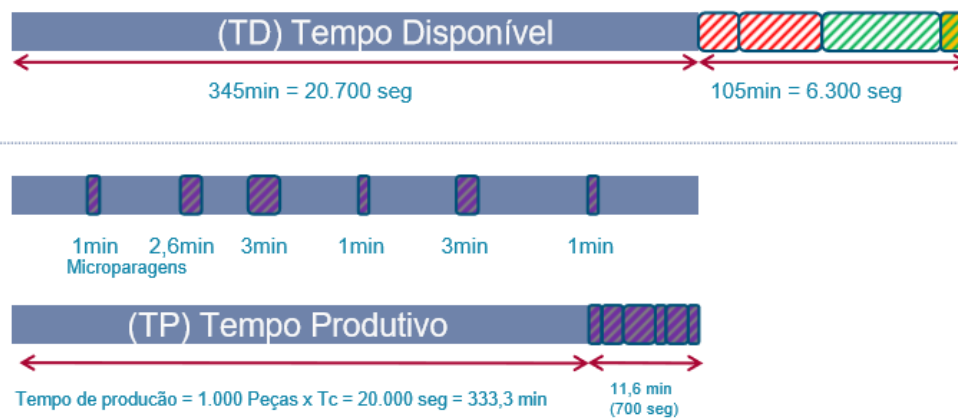 (TD) Tempo Disponível
345min = 20.700 seg
105min = 6.300 seg
1min 2,6min 3min 1min 3min 1min
Microparagens
(TP) Tempo Produtivo
Tempo de producão = 1.000 Peças x Tc = 20.000 seg = 333,3 min
11,6 min
(700 seg)